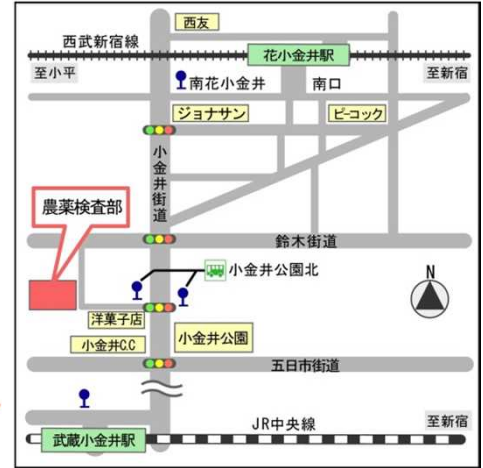 西友
西武新宿線
花小金井駅
至小平
南花小金井
南口
至新宿
ジョナサン
ピーコック
小金井街道
農薬検査部
鈴木街道
小金井公園北
N
洋菓子店
小金井公園
小金井C.C
五日市街道
JR中央線
至新宿
武蔵小金井駅